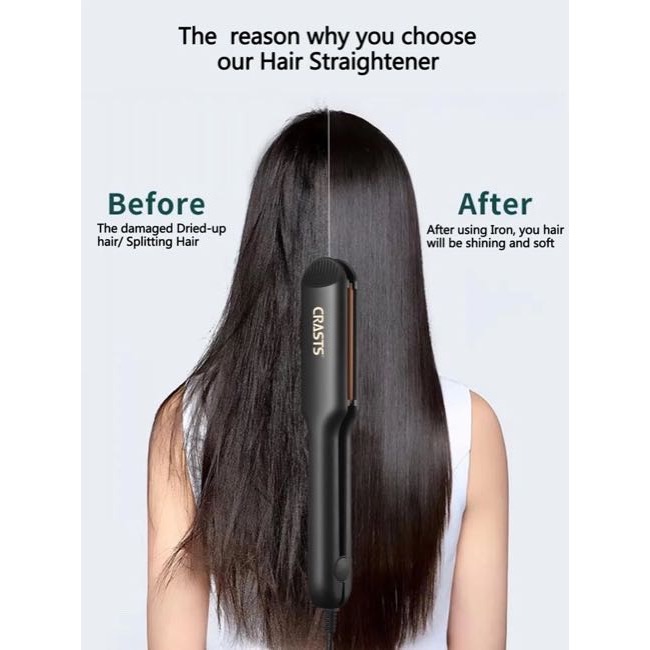 The reason why you choose
our Hair Straightener
Before
The damaged Dried-up
hair/ Splitting Hair
After
After using Iron, you hair
will be shining and soft
CRASTS